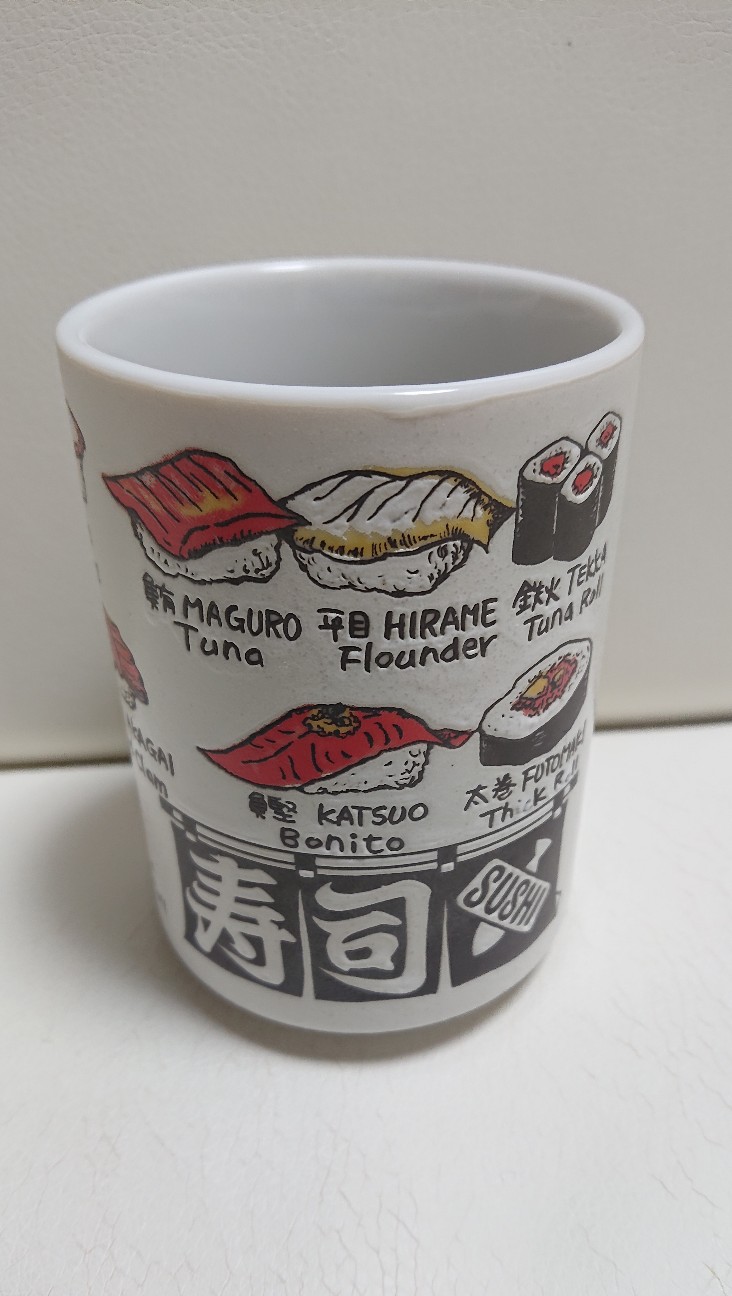 鮪 MAGURO
Tuna
平目 HIRAME
Flounder
鉄火 TEKKA
Tuna Roll
鰹 KATSUO
Bonito
太巻 FUTOMAKI
Thick Roll
寿司
SUSHI